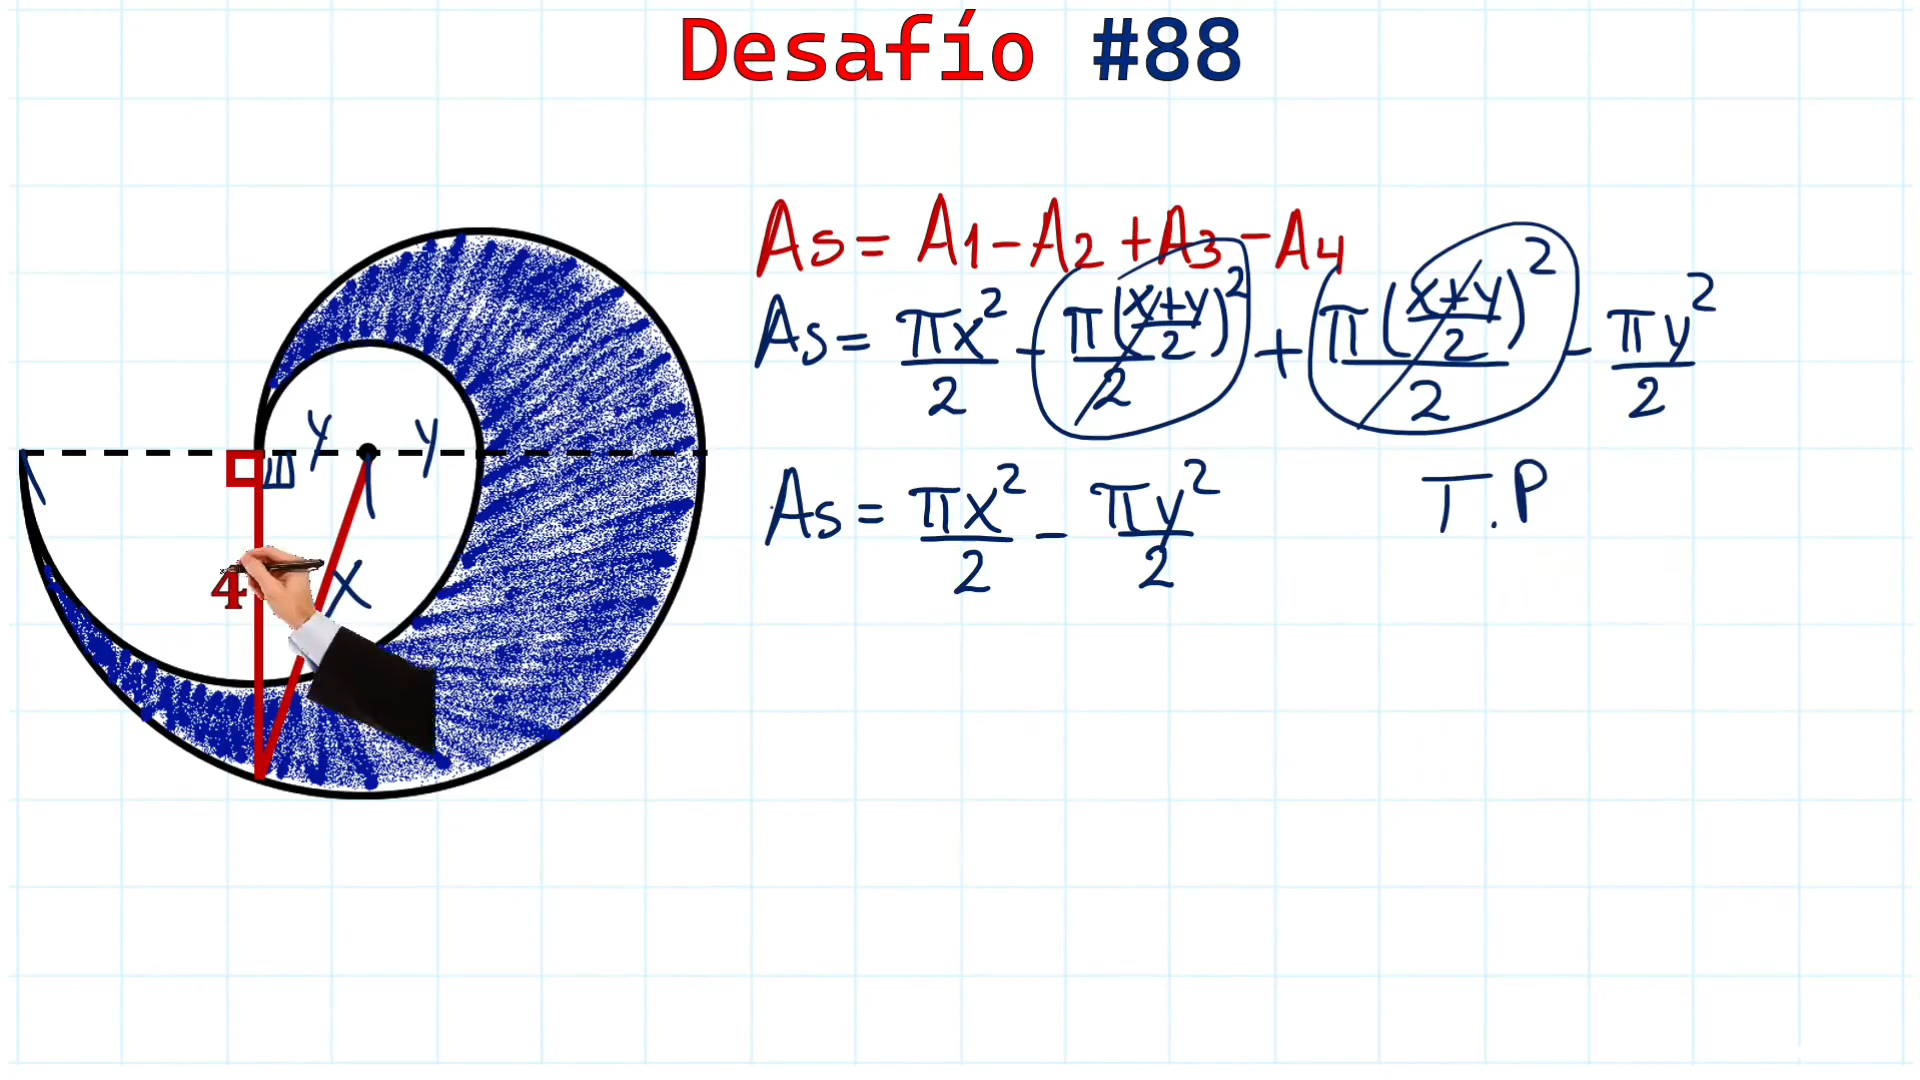 Desafío #88
As = A1 - A2 + A3 - A4
As = πx²/2 - π((x+y)/2)²/2 + π((x+y)/2)²/2 - πy²/2
y y
As = πx²/2 - πy²/2 T.P
4 x